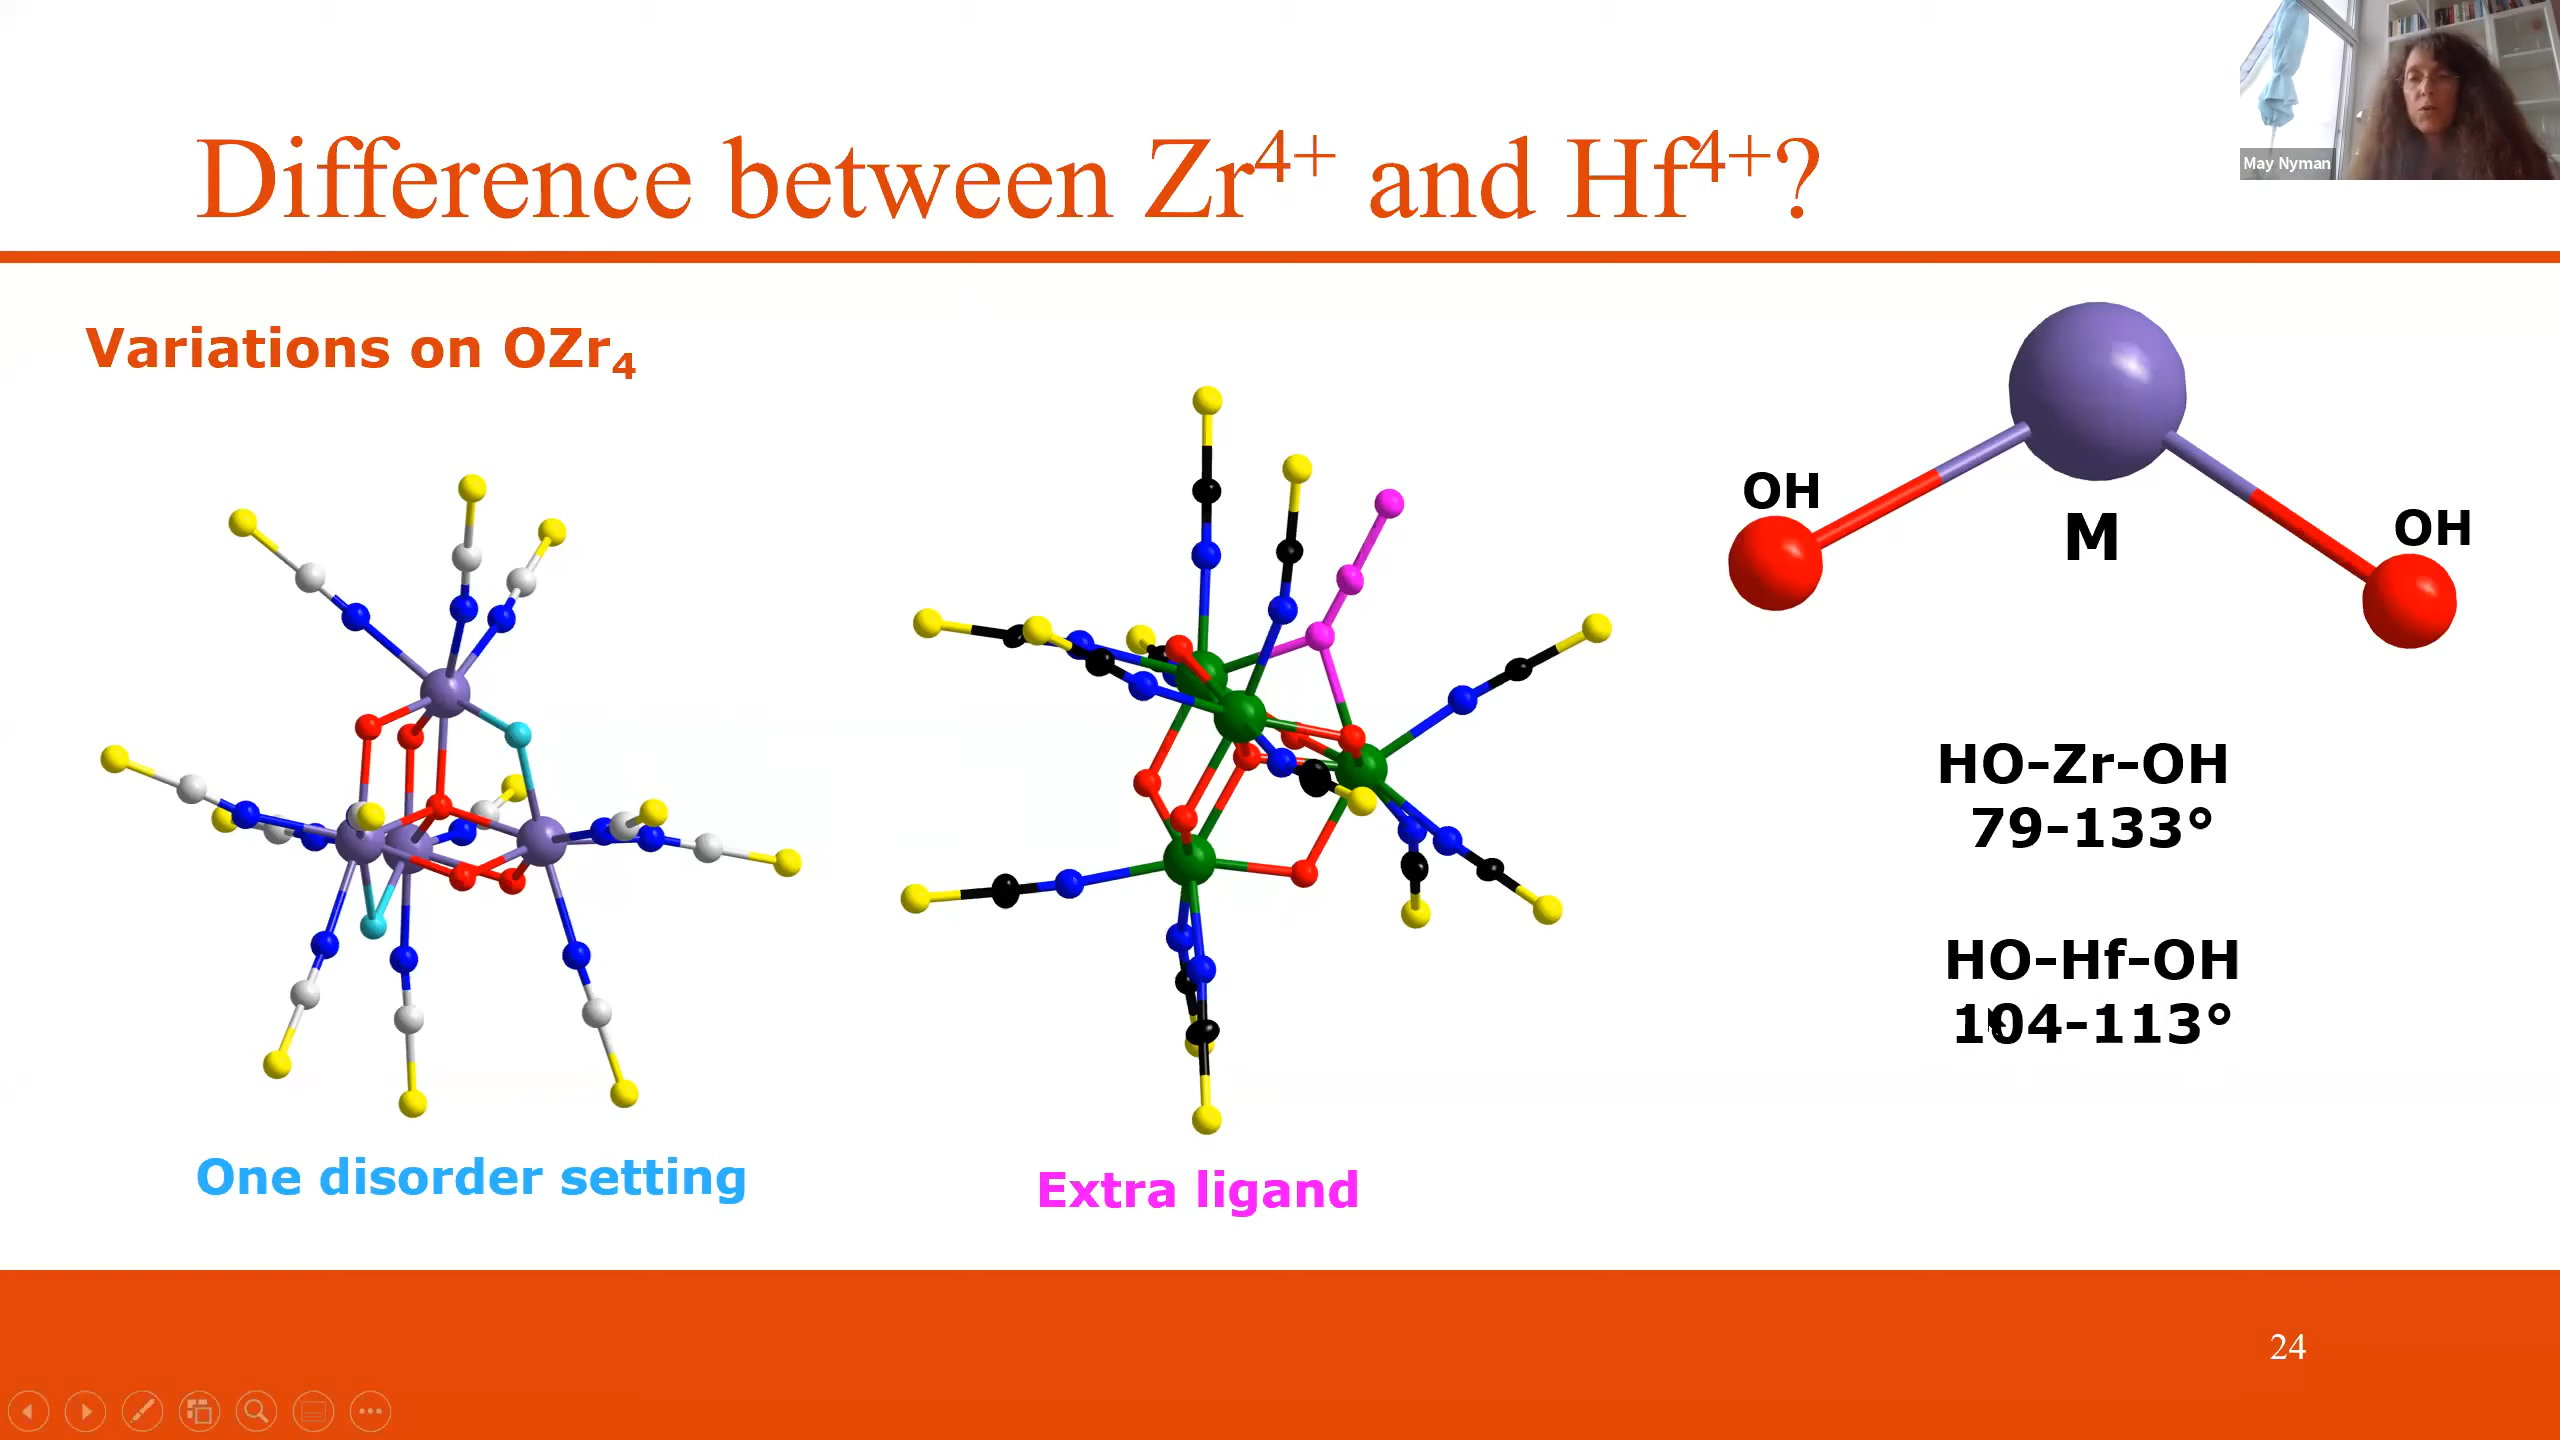 Difference between Zr⁴⁺ and Hf⁴⁺?
May Nyman
Variations on OZr₄
OH
M
OH
HO-Zr-OH
79-133°
HO-Hf-OH
104-113°
One disorder setting
Extra ligand
24